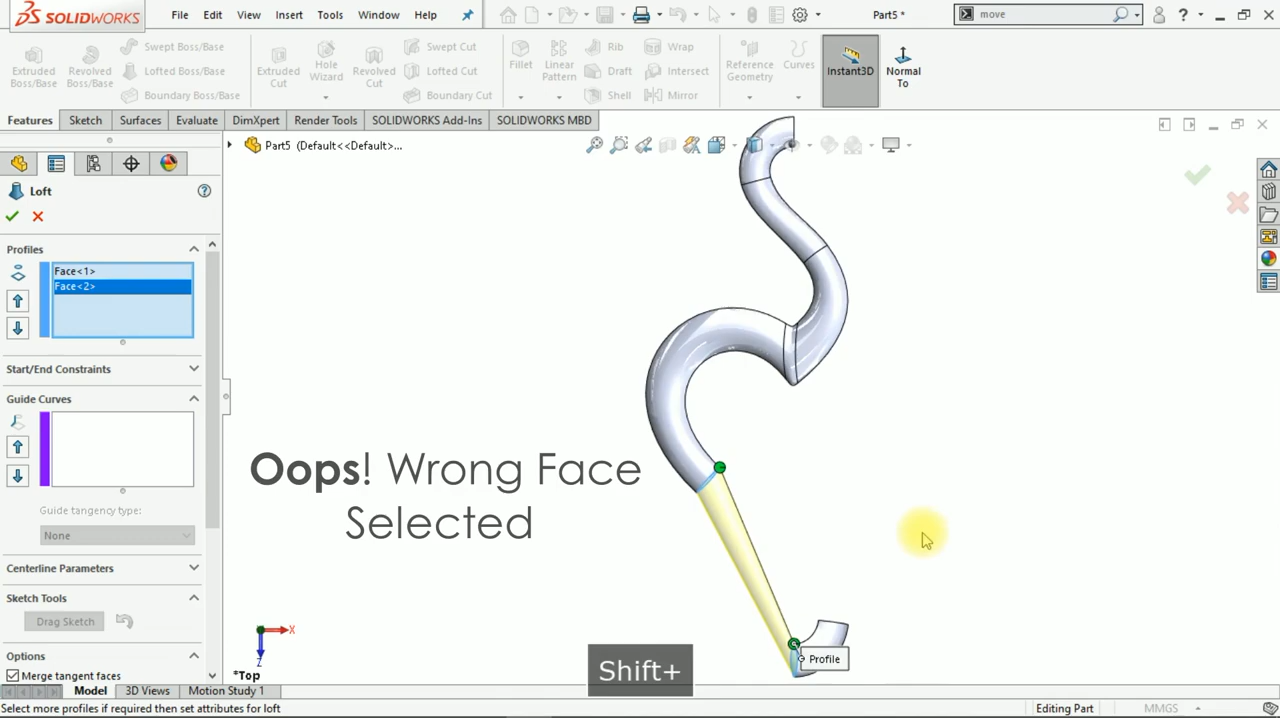 SOLIDWORKS File Edit View Insert Tools Window Help Part5 * move
Extruded Boss/Base
Revolved Boss/Base
Swept Boss/Base
Lofted Boss/Base
Boundary Boss/Base
Extruded Cut
Hole Wizard
Revolved Cut
Swept Cut
Lofted Cut
Boundary Cut
Fillet
Linear Pattern
Rib
Draft
Shell
Wrap
Intersect
Mirror
Reference Geometry
Curves
Instant3D
Normal To
Features Sketch Surfaces Evaluate DimXpert Render Tools SOLIDWORKS Add-Ins SOLIDWORKS MBD
Part5 (Default<<Default>...
Loft
Profiles
Face<1>
Face<2>
Start/End Constraints
Guide Curves
Guide tangency type:
None
Centerline Parameters
Sketch Tools
Drag Sketch
Options
Merge tangent faces
Oops! Wrong Face
Selected
Profile
Shift+
X
Z
*Top
Model 3D Views Motion Study 1
Select more profiles if required then set attributes for loft Editing Part MMGS